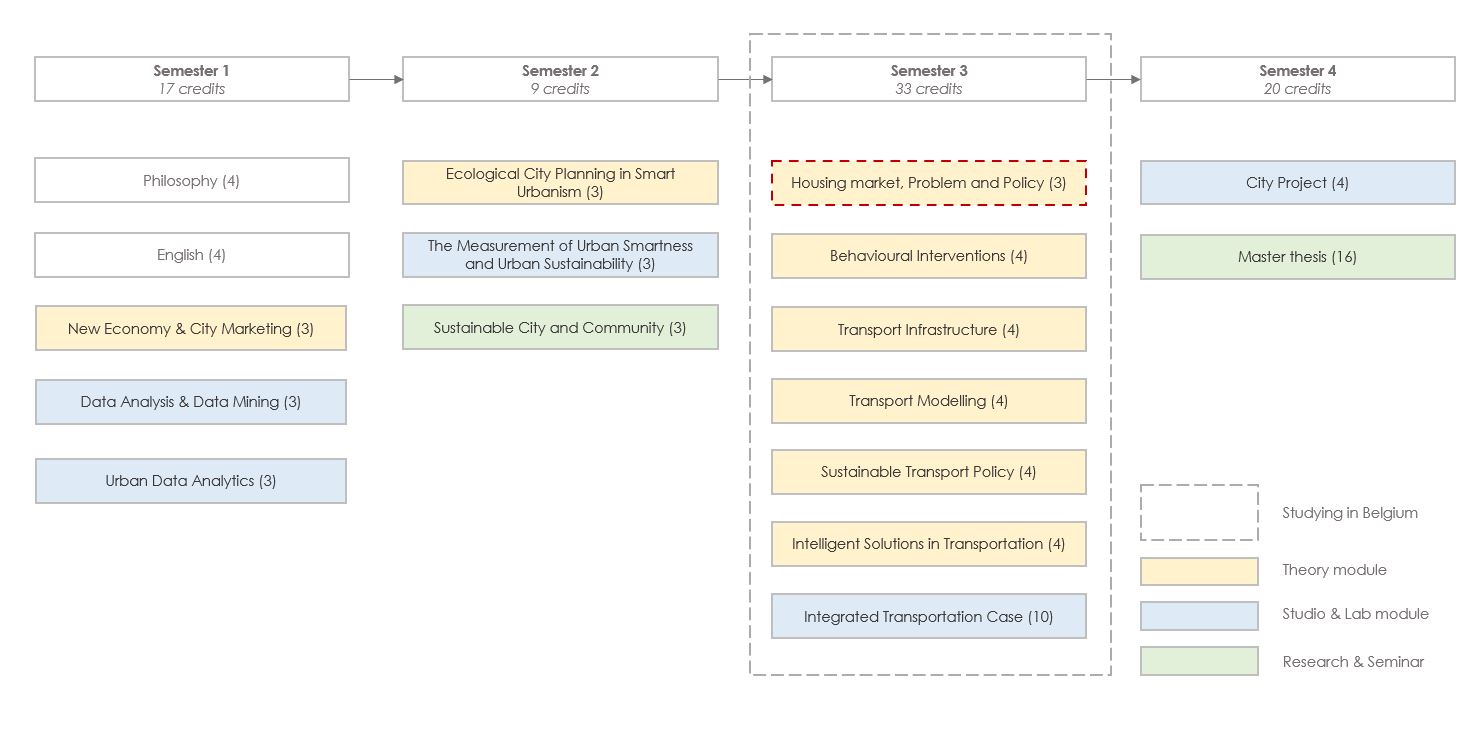 Semester 1
17 credits
Semester 2
9 credits
Semester 3
33 credits
Semester 4
20 credits
Philosophy (4)
English (4)
New Economy & City Marketing (3)
Data Analysis & Data Mining (3)
Urban Data Analytics (3)
Ecological City Planning in Smart
Urbanism (3)
The Measurement of Urban Smartness
and Urban Sustainability (3)
Sustainable City and Community (3)
Housing market, Problem and Policy (3)
Behavioural Interventions (4)
Transport Infrastructure (4)
Transport Modelling (4)
Sustainable Transport Policy (4)
Intelligent Solutions in Transportation (4)
Integrated Transportation Case (10)
City Project (4)
Master thesis (16)
Studying in Belgium
Theory module
Studio & Lab module
Research & Seminar